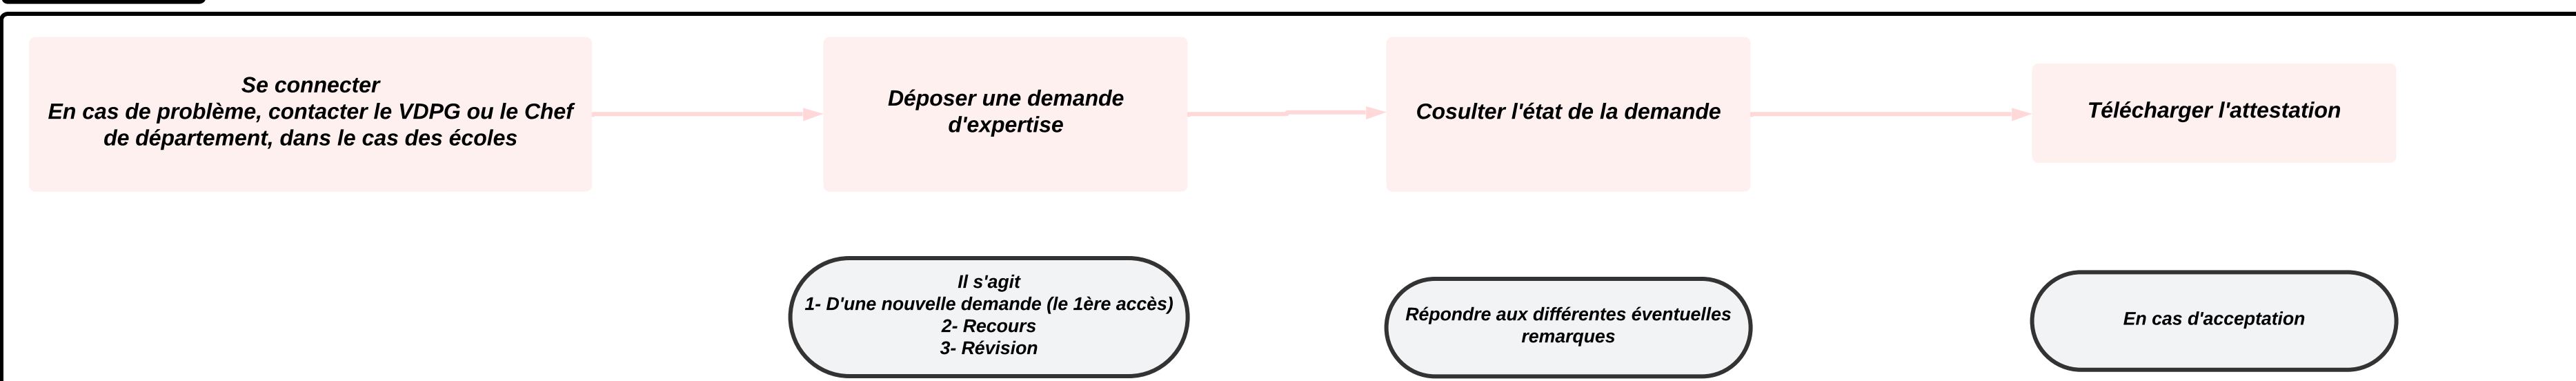 Se connecter
En cas de problème, contacter le VDPG ou le Chef
de département, dans le cas des écoles
Déposer une demande
d'expertise
Cosulter l'état de la demande
Télécharger l'attestation
Il s'agit
1- D'une nouvelle demande (le 1ère accès)
2- Recours
3- Révision
Répondre aux différentes éventuelles
remarques
En cas d'acceptation